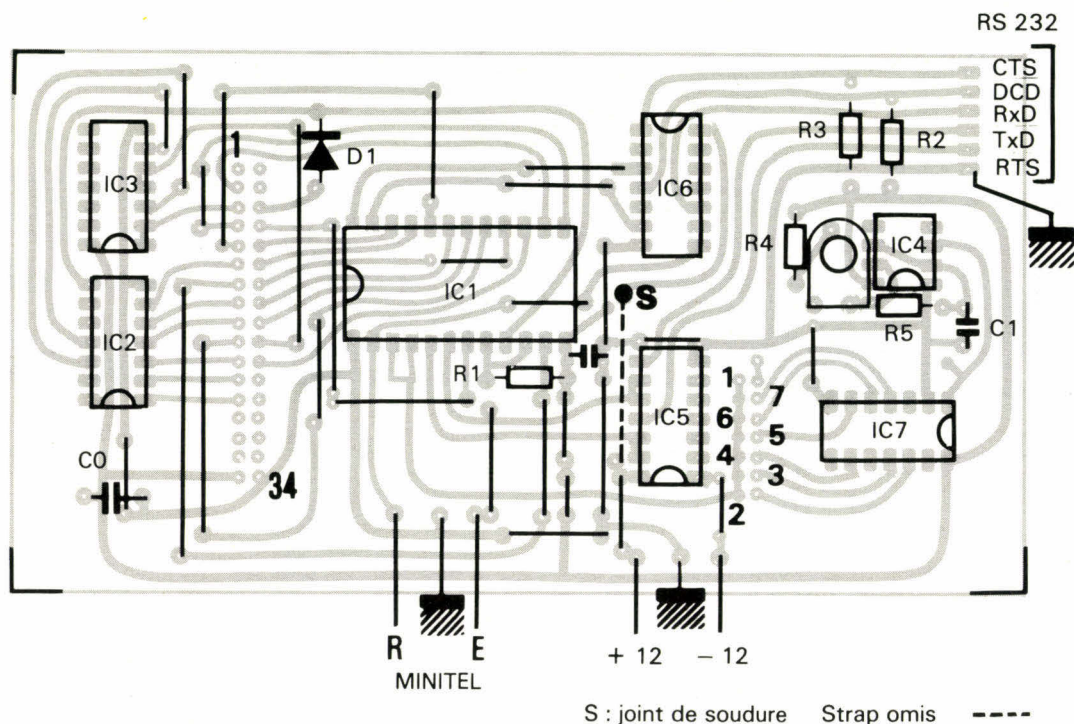 RS 232
CTS
DCD
RxD
TxD
RTS
R3
R2
1
D1
IC3
IC6
R4
IC4
IC1
S
R5
C1
IC2
R1
1
7
IC5
6
5
IC7
4
3
C0
34
2
R
E
+ 12
− 12
MINITEL
S : joint de soudure Strap omis